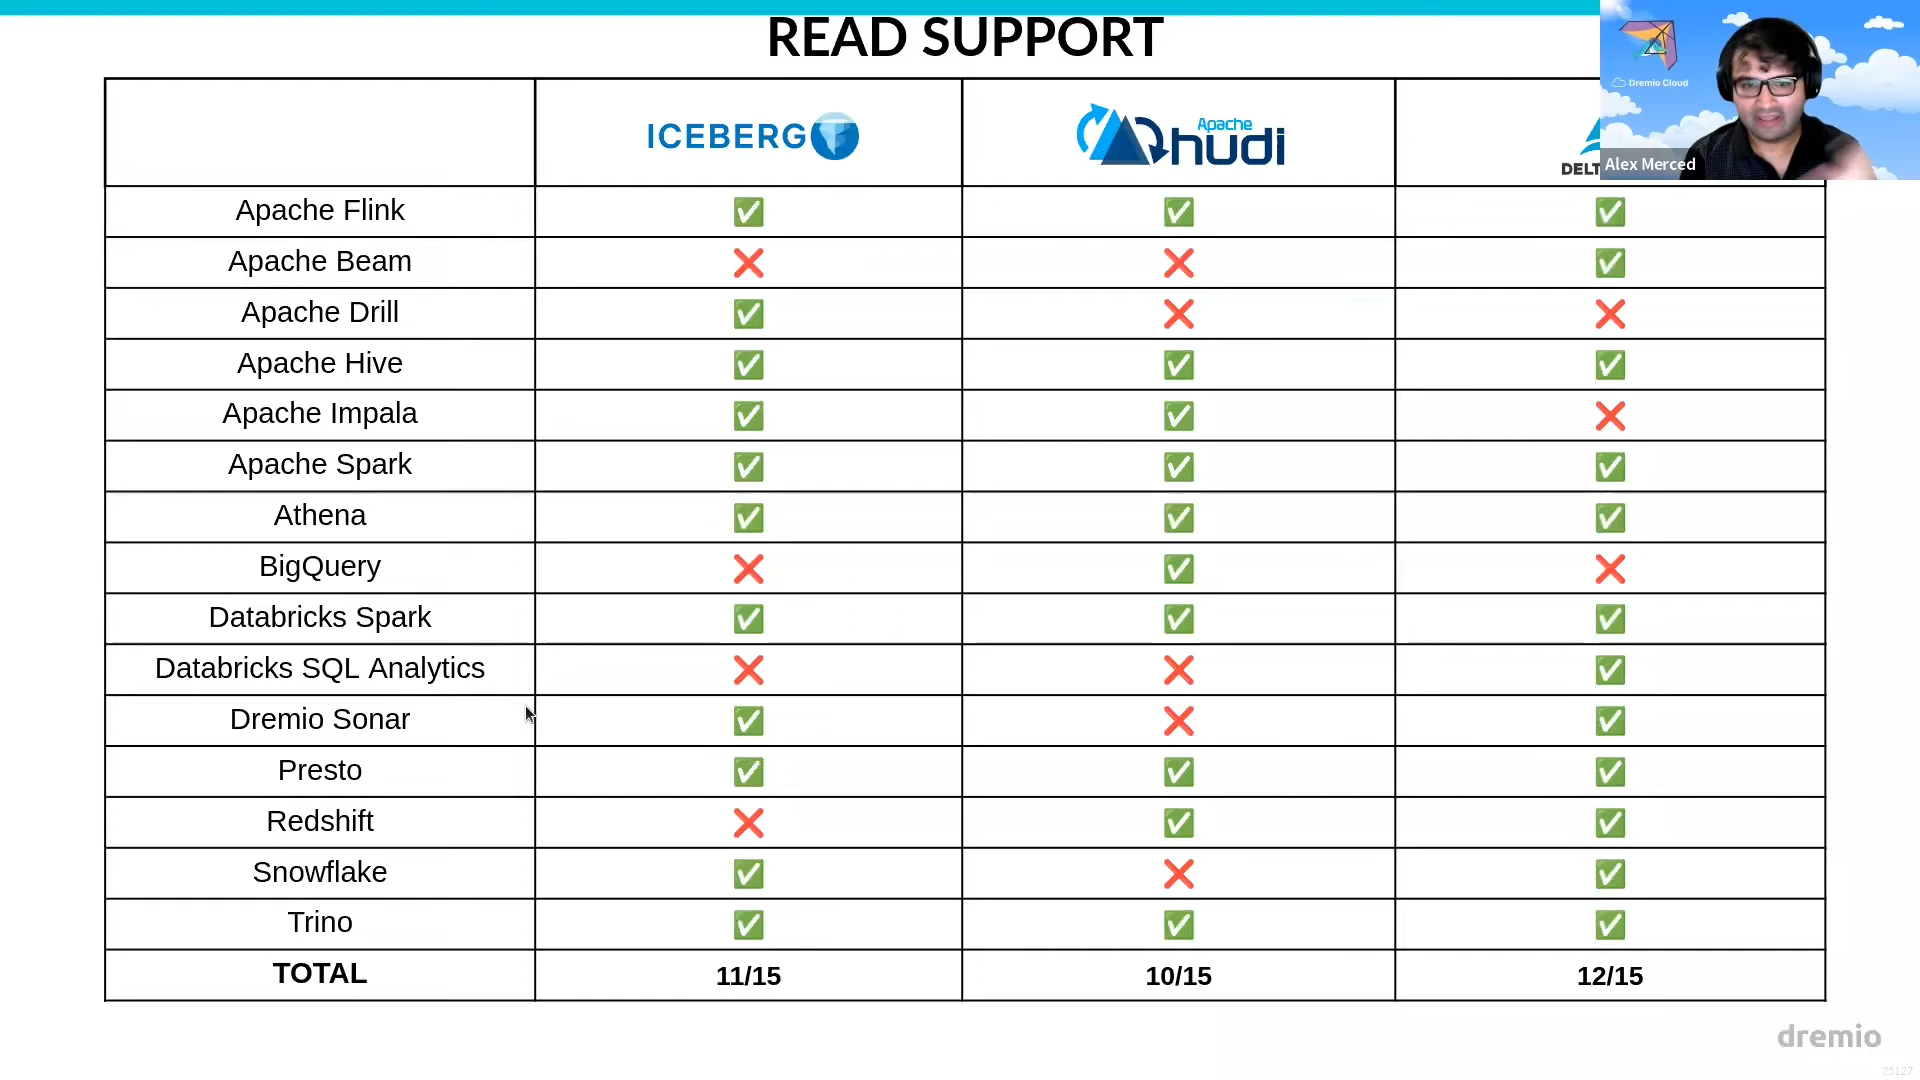 READ SUPPORT
Dremio Cloud
Alex Merced
ICEBERG
Apache
hudi
DELT
Apache Flink ✅ ✅ ✅
Apache Beam ❌ ❌ ✅
Apache Drill ✅ ❌ ❌
Apache Hive ✅ ✅ ✅
Apache Impala ✅ ✅ ❌
Apache Spark ✅ ✅ ✅
Athena ✅ ✅ ✅
BigQuery ❌ ✅ ❌
Databricks Spark ✅ ✅ ✅
Databricks SQL Analytics ❌ ❌ ✅
Dremio Sonar ✅ ❌ ✅
Presto ✅ ✅ ✅
Redshift ❌ ✅ ✅
Snowflake ✅ ❌ ✅
Trino ✅ ✅ ✅
TOTAL 11/15 10/15 12/15
dremio
25127